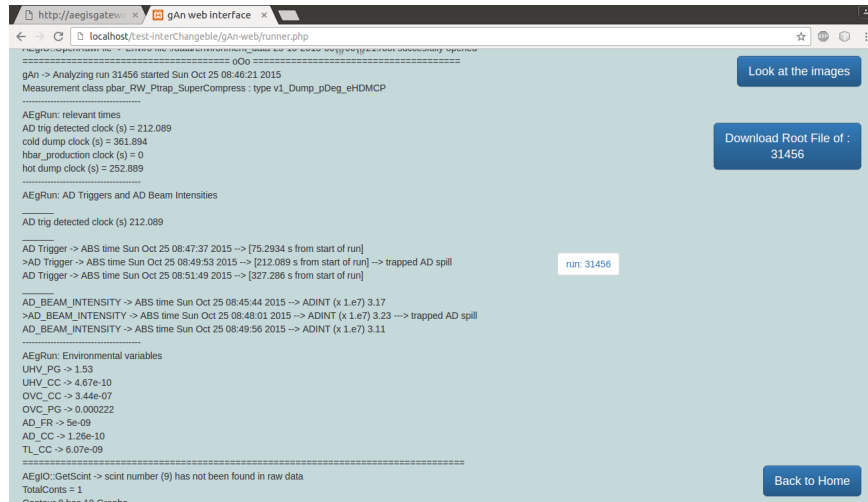 http://aegisgatewa
gAn web interface
localhost/test-interChangeble/gAn-web/runner.php
===================================== oOo =====================================
gAn -> Analyzing run 31456 started Sun Oct 25 08:46:21 2015
Measurement class pbar_RW_Ptrap_SuperCompress : type v1_Dump_pDeg_eHDMCP
--------------------------------------
AEgRun: relevant times
AD trig detected clock (s) = 212.089
cold dump clock (s) = 361.894
hbar_production clock (s) = 0
hot dump clock (s) = 252.889
--------------------------------------
AEgRun: AD Triggers and AD Beam Intensities
______
AD trig detected clock (s) 212.089
______
AD Trigger -> ABS time Sun Oct 25 08:47:37 2015 --> [75.2934 s from start of run]
>AD Trigger -> ABS time Sun Oct 25 08:49:53 2015 --> [212.089 s from start of run] --> trapped AD spill
AD Trigger -> ABS time Sun Oct 25 08:51:49 2015 --> [327.286 s from start of run]
______
AD_BEAM_INTENSITY -> ABS time Sun Oct 25 08:45:44 2015 --> ADINT (x 1.e7) 3.17
>AD_BEAM_INTENSITY -> ABS time Sun Oct 25 08:48:01 2015 --> ADINT (x 1.e7) 3.23 ---> trapped AD spill
AD_BEAM_INTENSITY -> ABS time Sun Oct 25 08:49:56 2015 --> ADINT (x 1.e7) 3.11
--------------------------------------
AEgRun: Environmental variables
UHV_PG -> 1.53
UHV_CC -> 4.67e-10
OVC_CC -> 3.44e-07
OVC_PG -> 0.000222
AD_FR -> 5e-09
AD_CC -> 1.26e-10
TL_CC -> 6.07e-09
================================================================================
AEgIO::GetScint -> scint number (9) has not been found in raw data
TotalConts = 1
Contour 0 has 10 Graphs
Look at the images
Download Root File of :
31456
run: 31456
Back to Home